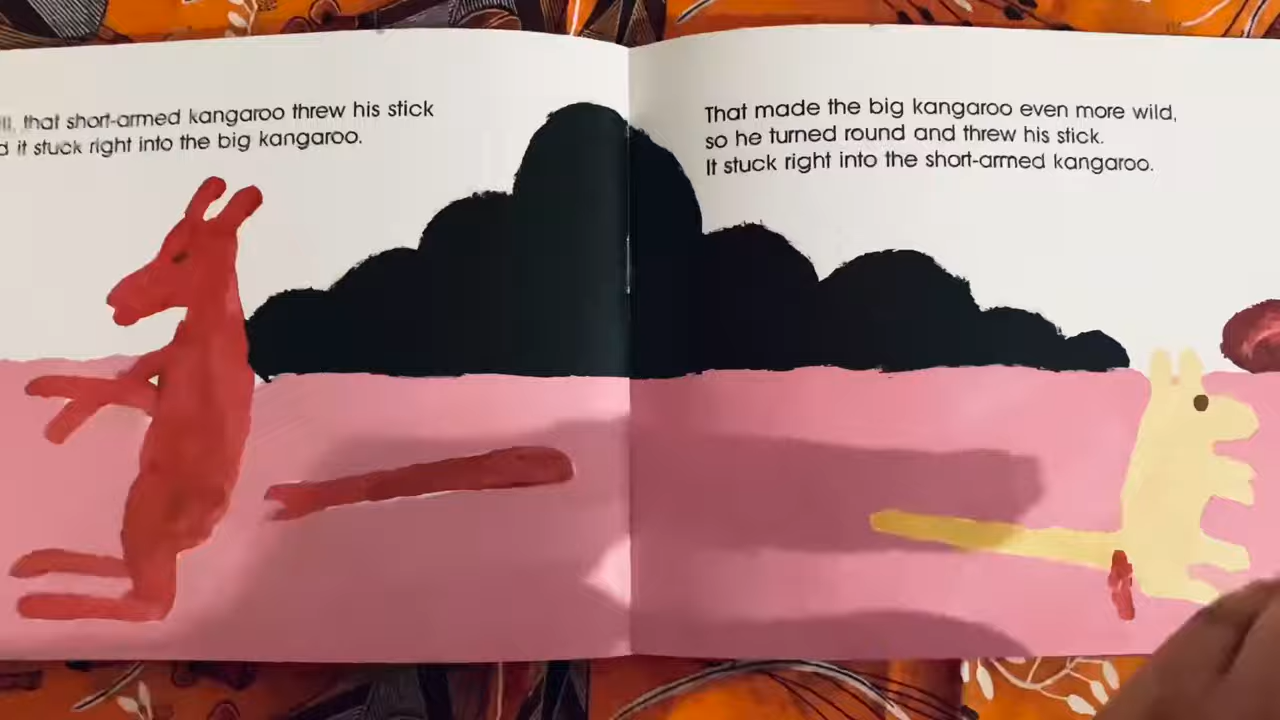 that short-armed kangaroo threw his stick
it stuck right into the big kangaroo.
That made the big kangaroo even more wild,
so he turned round and threw his stick.
It stuck right into the short-armed kangaroo.